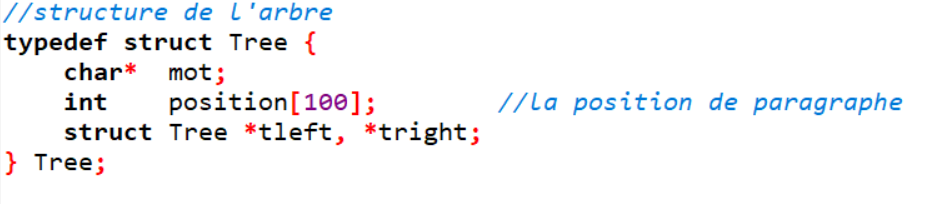 //structure de l'arbre
typedef struct Tree {
    char*  mot;
    int    position[100];        //la position de paragraphe
    struct Tree *tleft, *tright;
} Tree;